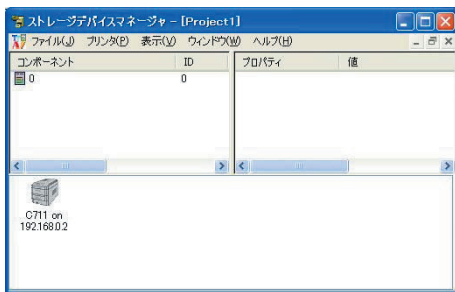 ストレージデバイスマネージャ - [Project1]
ファイル(J) プリンタ(P) 表示(V) ウィンドウ(W) ヘルプ(H)
コンポーネント ID プロパティ 値
0 0
C711 on
192.168.0.2